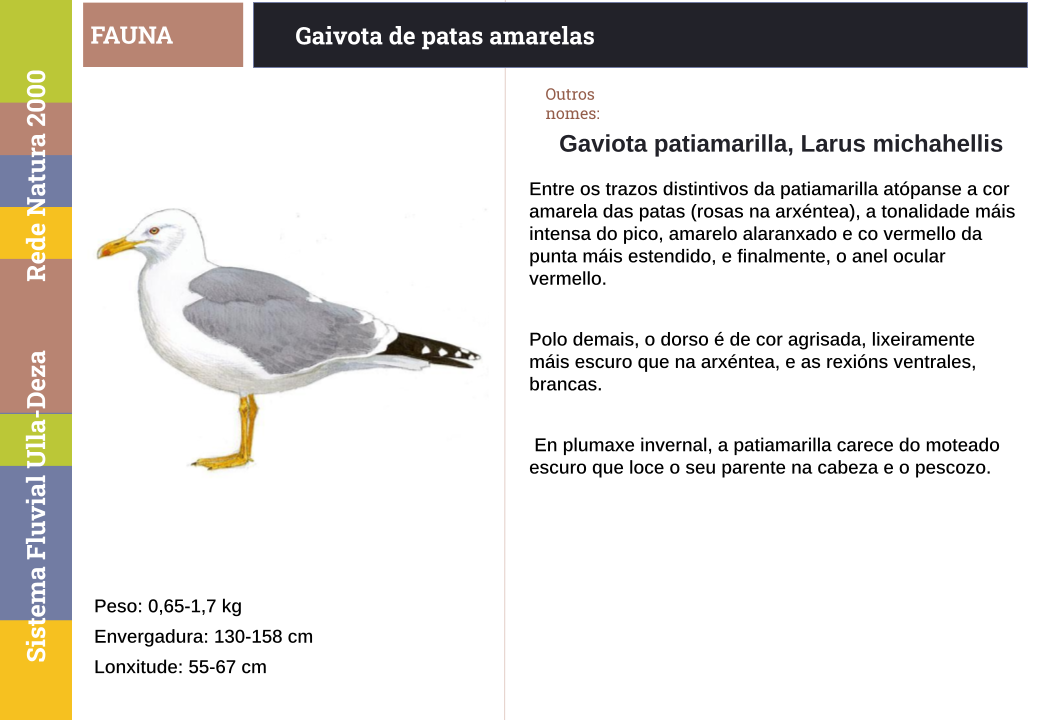 FAUNA
Gaivota de patas amarelas
Rede Natura 2000
Sistema Fluvial Ulla-Deza
Outros
nomes:
Gaviota patiamarilla, Larus michahellis
Entre os trazos distintivos da patiamarilla atópanse a cor
amarela das patas (rosas na arxéntea), a tonalidade máis
intensa do pico, amarelo alaranxado e co vermello da
punta máis estendido, e finalmente, o anel ocular
vermello.
Polo demais, o dorso é de cor agrisada, lixeiramente
máis escuro que na arxéntea, e as rexións ventrales,
brancas.
En plumaxe invernal, a patiamarilla carece do moteado
escuro que loce o seu parente na cabeza e o pescozo.
Peso: 0,65-1,7 kg
Envergadura: 130-158 cm
Lonxitude: 55-67 cm